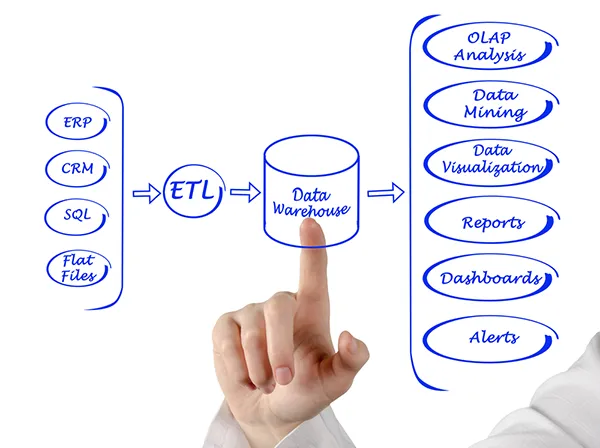 ERP
CRM
SQL
Flat
Files
ETL
Data
Warehouse
OLAP
Analysis
Data
Mining
Data
Visualization
Reports
Dashboards
Alerts